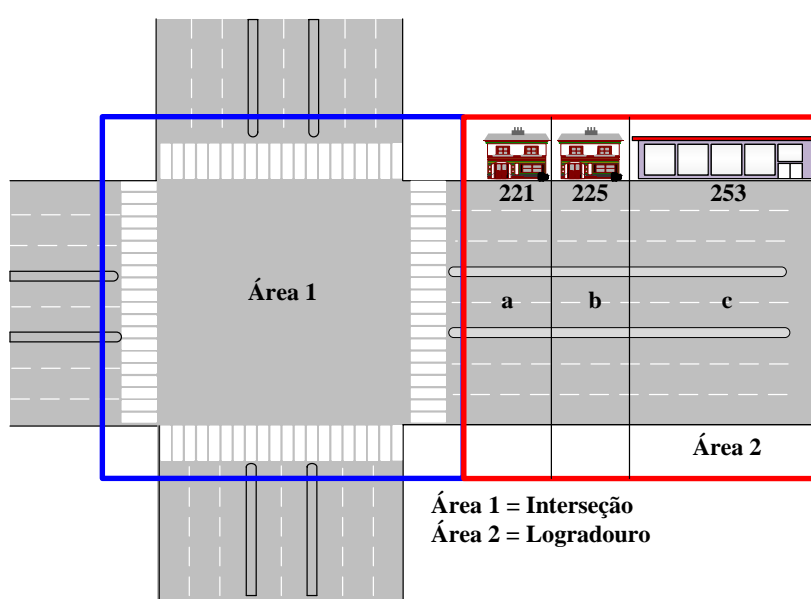 221 225 253
Área 1 a b c
Área 2
Área 1 = Interseção
Área 2 = Logradouro